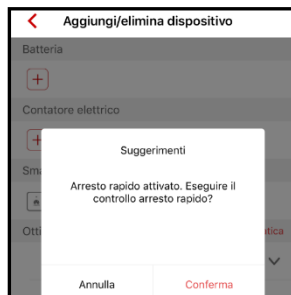 Aggiungi/elimina dispositivo
Batteria
Contatore elettrico
Suggerimenti
Arresto rapido attivato. Eseguire il
controllo arresto rapido?
Annulla
Conferma